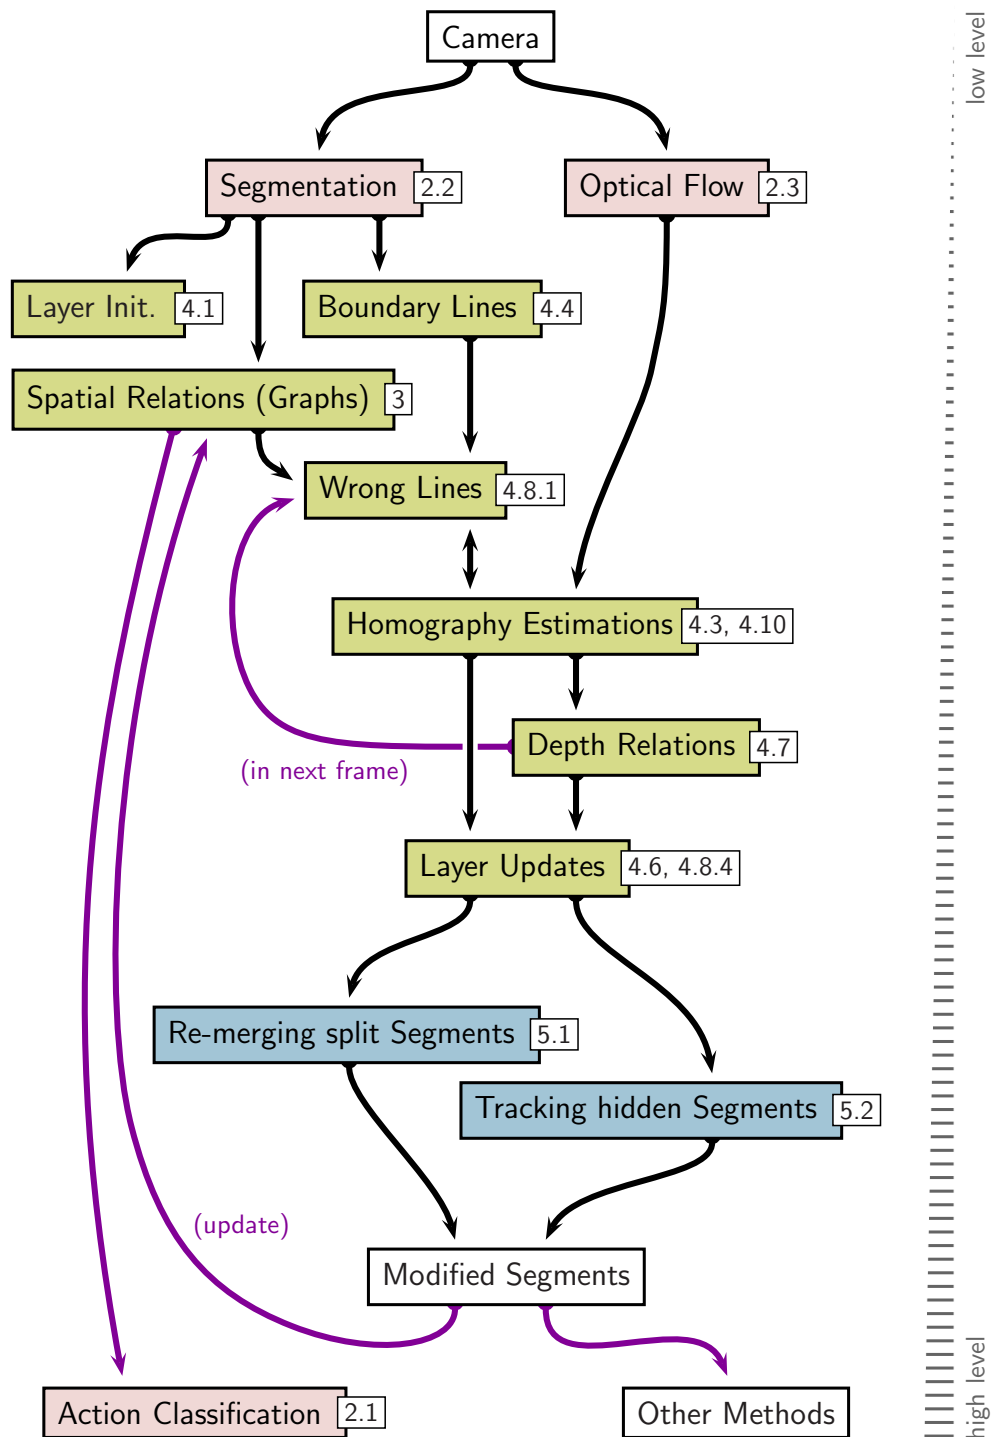 Camera
low level
Segmentation 2.2
Optical Flow 2.3
Layer Init. 4.1
Boundary Lines 4.4
Spatial Relations (Graphs) 3
Wrong Lines 4.8.1
Homography Estimations 4.3, 4.10
Depth Relations 4.7
(in next frame)
Layer Updates 4.6, 4.8.4
Re-merging split Segments 5.1
Tracking hidden Segments 5.2
(update)
Modified Segments
Action Classification 2.1
Other Methods
high level